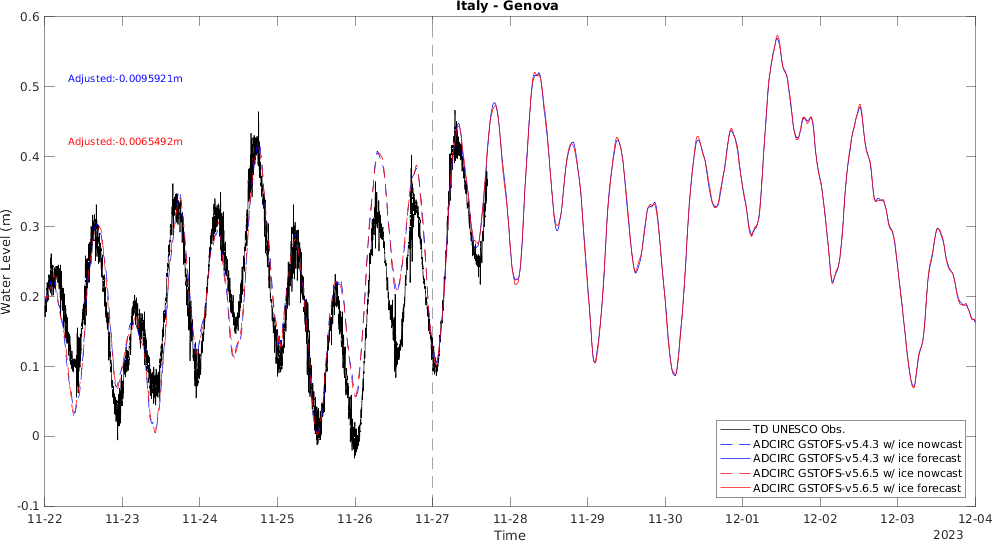 Italy - Genova
0.6
0.5
0.4
0.3
0.2
0.1
0
-0.1
Water Level (m)
Adjusted:-0.0095921m
Adjusted:-0.0065492m
TD UNESCO Obs.
ADCIRC GSTOFS-v5.4.3 w/ ice nowcast
ADCIRC GSTOFS-v5.4.3 w/ ice forecast
ADCIRC GSTOFS-v5.6.5 w/ ice nowcast
ADCIRC GSTOFS-v5.6.5 w/ ice forecast
11-22 11-23 11-24 11-25 11-26 11-27 11-28 11-29 11-30 12-01 12-02 12-03 12-04
Time
2023